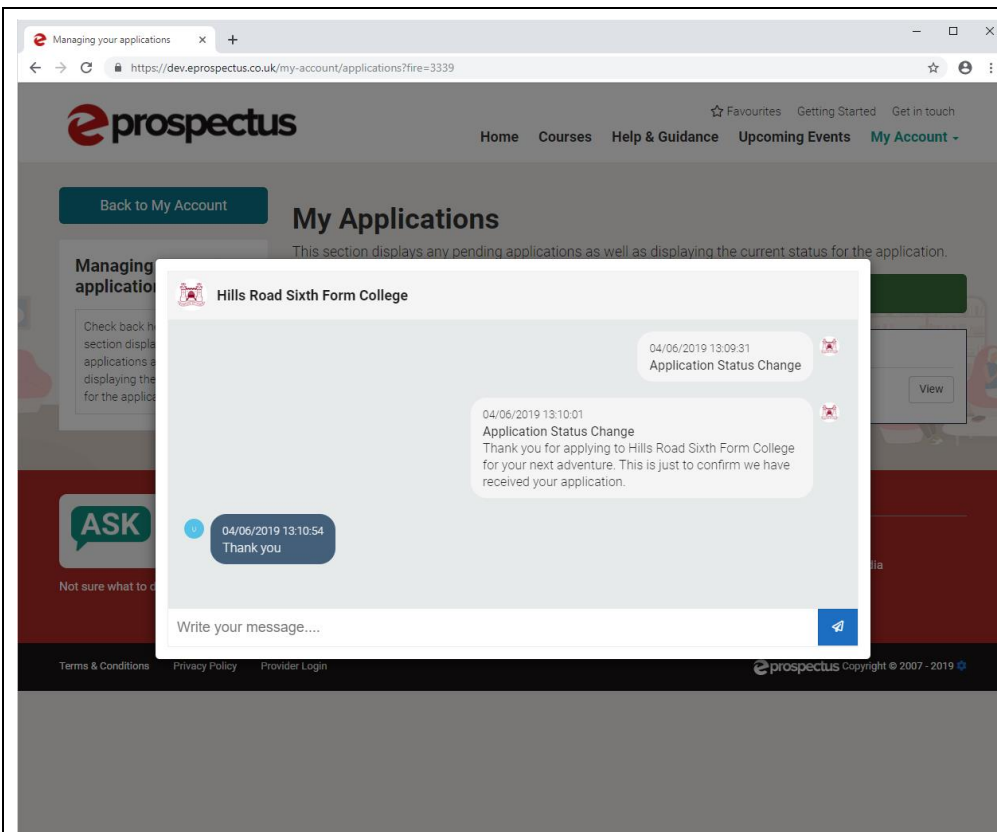 Managing your applications
https://dev.eprospectus.co.uk/my-account/applications?fire=3339
eprospectus
Favourites Getting Started Get in touch
Home Courses Help & Guidance Upcoming Events My Account
Back to My Account
My Applications
This section displays any pending applications as well as displaying the current status for the application.
Managing
Check back
section
applications
displaying the
for the
View
Hills Road Sixth Form College
04/06/2019 13:09:31
Application Status Change
04/06/2019 13:10:01
Application Status Change
Thank you for applying to Hills Road Sixth Form College
for your next adventure. This is just to confirm we have
received your application.
U
04/06/2019 13:10:54
Thank you
Write your message....
ASK
Not sure what to
Terms & Conditions Privacy Policy Provider Login
eprospectus Copyright © 2007 - 2019